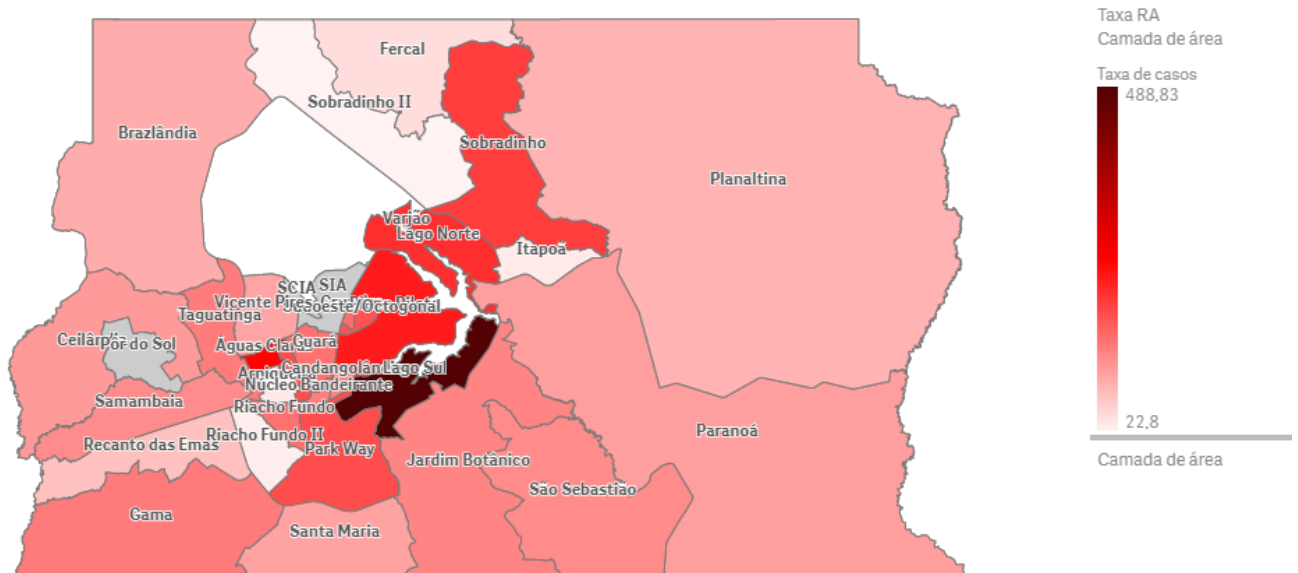 Taxa RA
Camada de área
Taxa de casos
488,83
22,8
Camada de área
Fercal
Sobradinho II
Brazlândia
Sobradinho
Planaltina
Varjão
Lago Norte
Itapoã
SCIA
SIA
Vicente Pires
Taguatinga
Águas Claras
Guará
Pôr do Sol
Candangolândia
Lago Sul
Núcleo Bandeirante
Samambaia
Riacho Fundo
Riacho Fundo II
Recanto das Emas
Park Way
Paranoá
Jardim Botânico
São Sebastião
Gama
Santa Maria